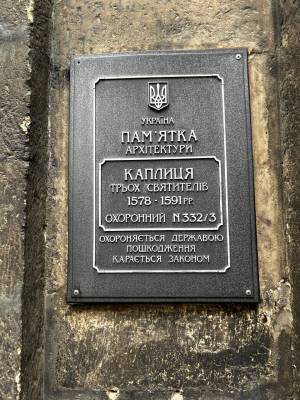 УКРАЇНА
ПАМ'ЯТКА
АРХІТЕКТУРИ
КАПЛИЦЯ
ТРЬОХ СВЯТИТЕЛІВ
1578-1591 РР.
ОХОРОННИЙ N 332/3
ОХОРОНЯЄТЬСЯ ДЕРЖАВОЮ
ПОШКОДЖЕННЯ
КАРАЄТЬСЯ ЗАКОНОМ